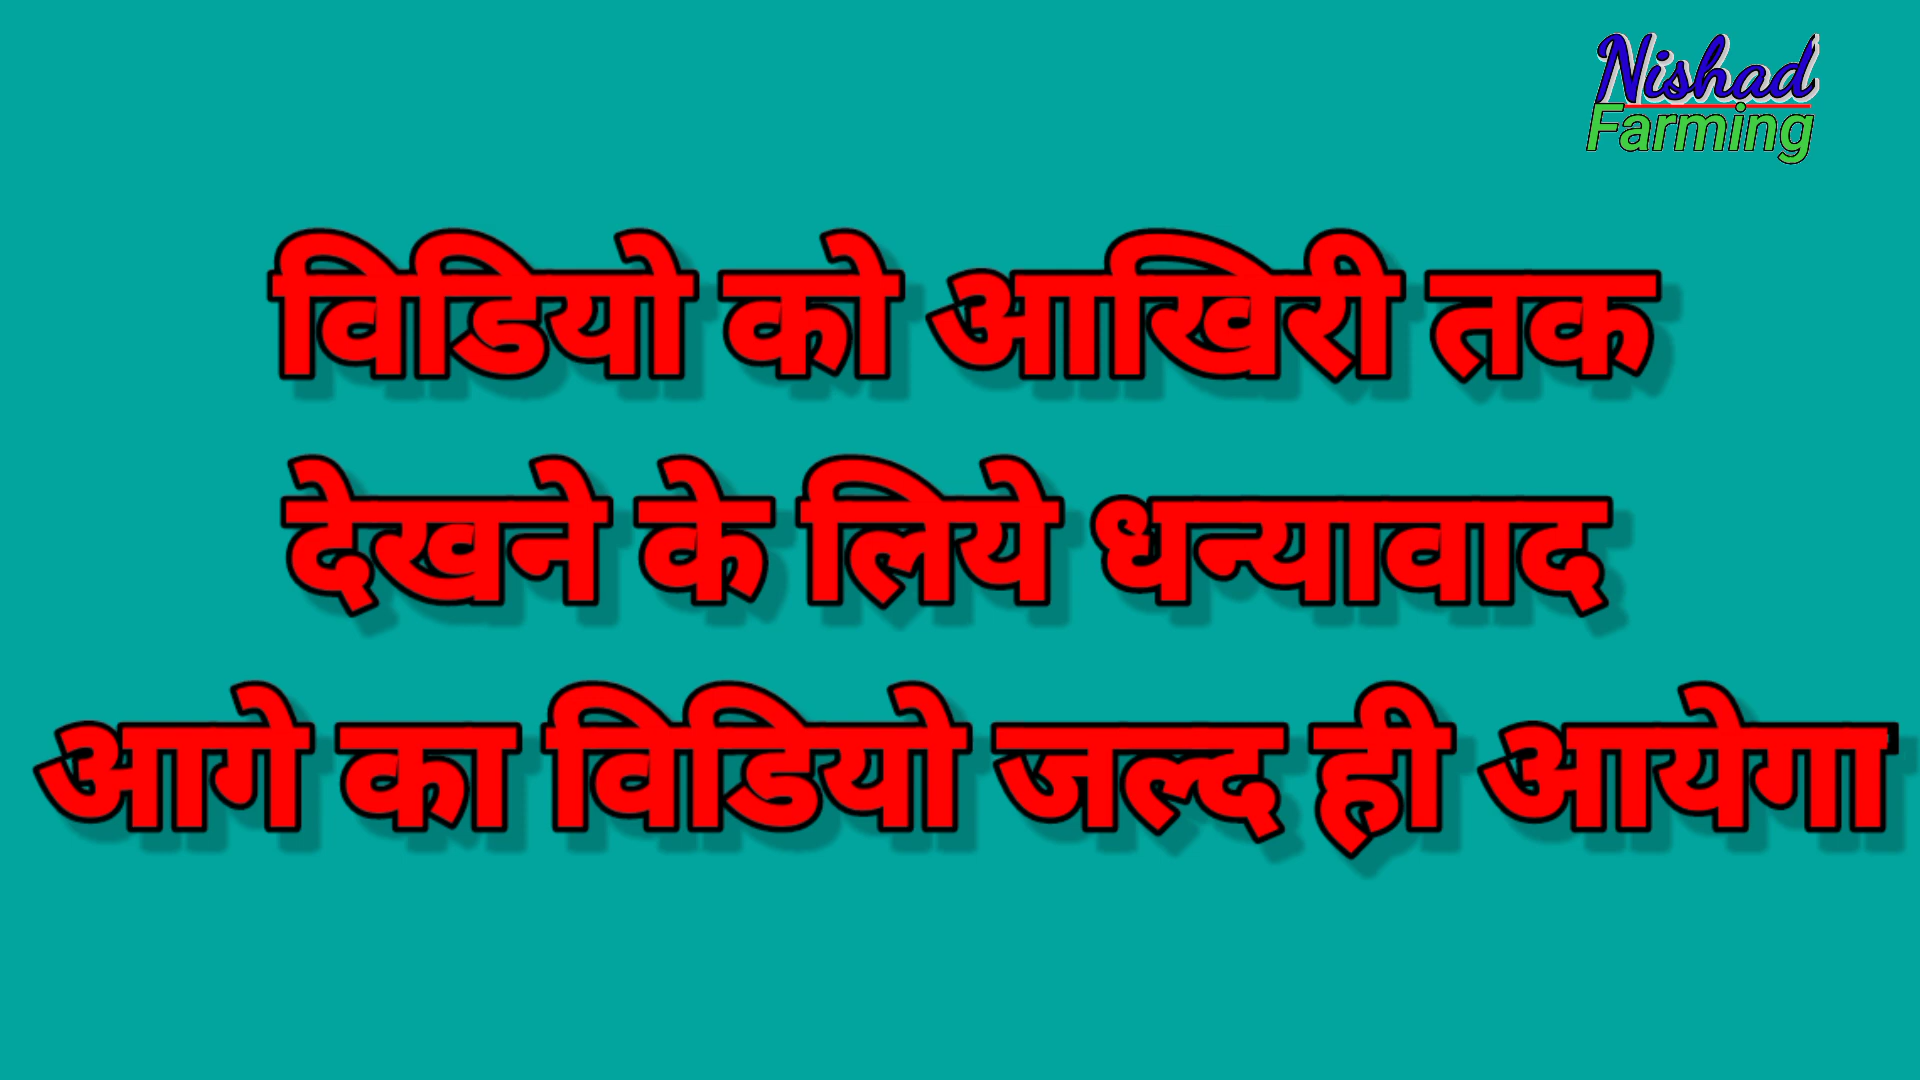 Nishad
Farming
विडियो को आखिरी तक
देखने के लिये धन्यावाद
आगे का विडियो जल्द ही आयेगा